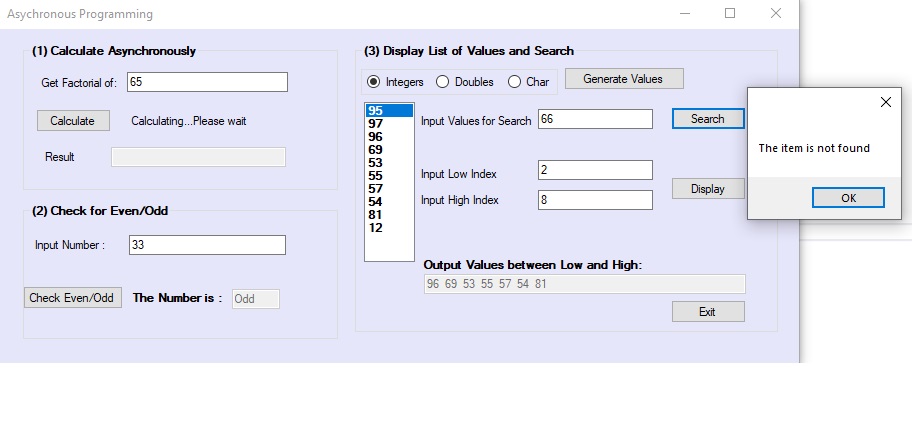 Asychronous Programming
(1) Calculate Asynchronously
Get Factorial of: 65
Calculate Calculating...Please wait
Result
(2) Check for Even/Odd
Input Number : 33
Check Even/Odd The Number is : Odd
(3) Display List of Values and Search
Integers Doubles Char Generate Values
95
97
96
69
53
55
57
54
81
12
Input Values for Search 66 Search
Input Low Index 2
Input High Index 8
Display
Output Values between Low and High:
96 69 53 55 57 54 81
Exit
The item is not found
OK